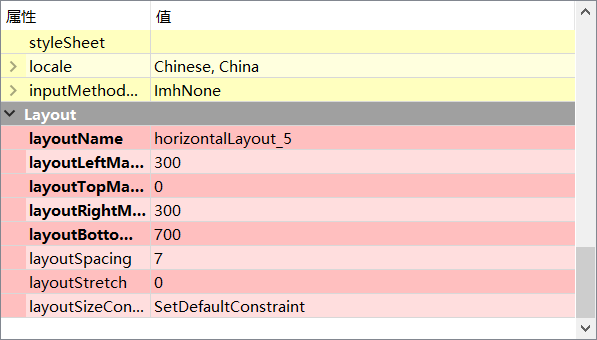 属性 值
styleSheet
locale Chinese, China
inputMethod... ImhNone
Layout
layoutName horizontalLayout_5
layoutLeftMa... 300
layoutTopMa... 0
layoutRightM... 300
layoutBotto... 700
layoutSpacing 7
layoutStretch 0
layoutSizeCon... SetDefaultConstraint